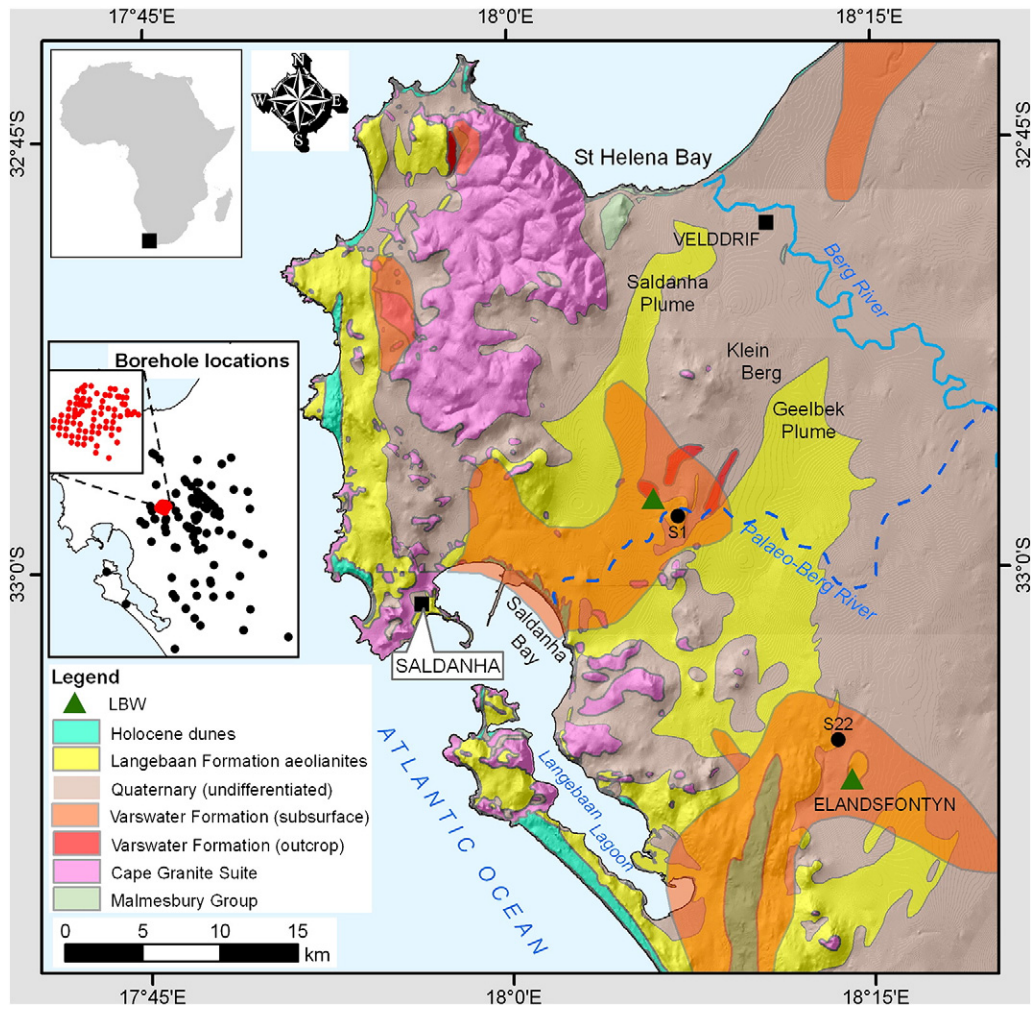 17°45'E
18°0'E
18°15'E
32°45'S
32°45'S
N
W
E
S
St Helena Bay
VELDDRIF
Saldanha
Plume
Berg River
Klein
Berg
Geelbek
Plume
Borehole locations
S1
Palaeo-Berg River
33°0'S
33°0'S
Saldanha
Bay
SALDANHA
S22
ELANDSFONTYN
Langebaan
Lagoon
ATLANTIC OCEAN
Legend
LBW
Holocene dunes
Langebaan Formation aeolianites
Quaternary (undifferentiated)
Varswater Formation (subsurface)
Varswater Formation (outcrop)
Cape Granite Suite
Malmesbury Group
0 5 10 15
km
17°45'E
18°0'E
18°15'E